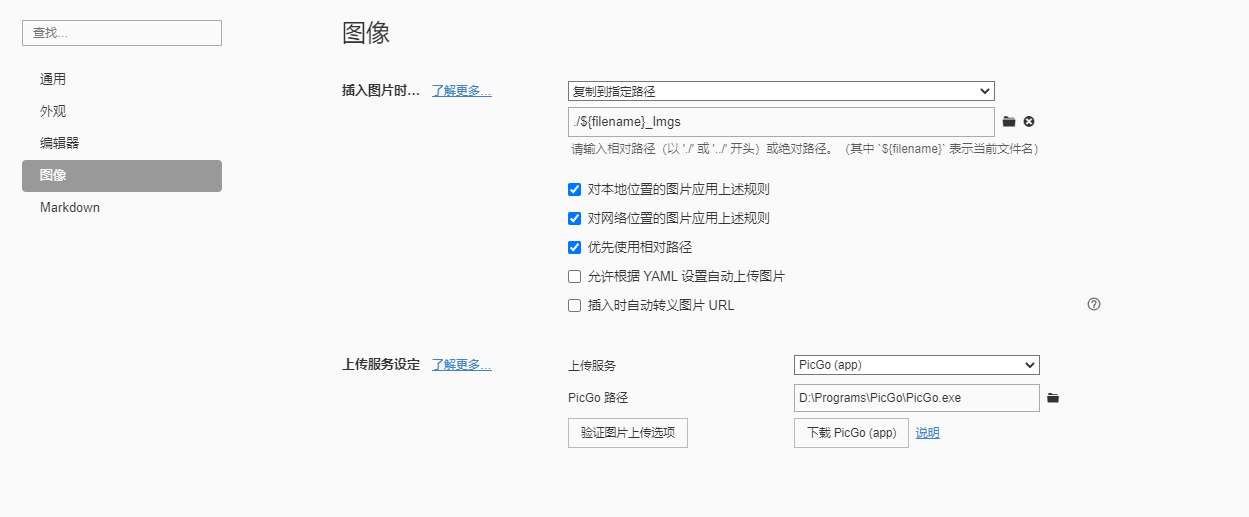 查找...
通用
外观
编辑器
图像
Markdown
图像
插入图片时... 了解更多...
复制到指定路径
./${filename}_Imgs
请输入相对路径（以 './' 或 '../' 开头）或绝对路径。（其中 `${filename}` 表示当前文件名）
对本地位置的图片应用上述规则
对网络位置的图片应用上述规则
优先使用相对路径
允许根据 YAML 设置自动上传图片
插入时自动转义图片 URL
上传服务设定 了解更多...
上传服务 PicGo (app)
PicGo 路径 D:\Programs\PicGo\PicGo.exe
验证图片上传选项 下载 PicGo (app) 说明